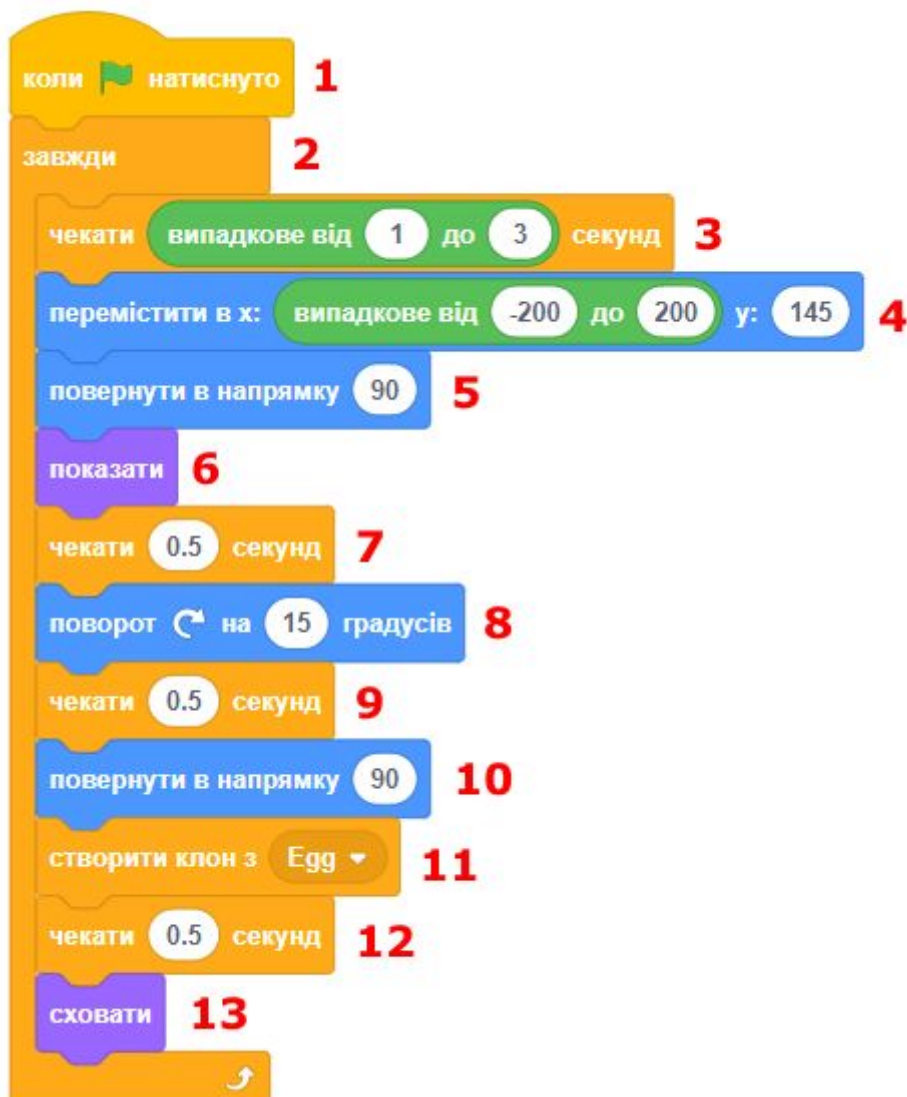 коли натиснуто 1
завжди 2
чекати випадкове від 1 до 3 секунд 3
перемістити в x: випадкове від -200 до 200 y: 145 4
повернути в напрямку 90 5
показати 6
чекати 0.5 секунд 7
поворот на 15 градусів 8
чекати 0.5 секунд 9
повернути в напрямку 90 10
створити клон з Egg 11
чекати 0.5 секунд 12
сховати 13